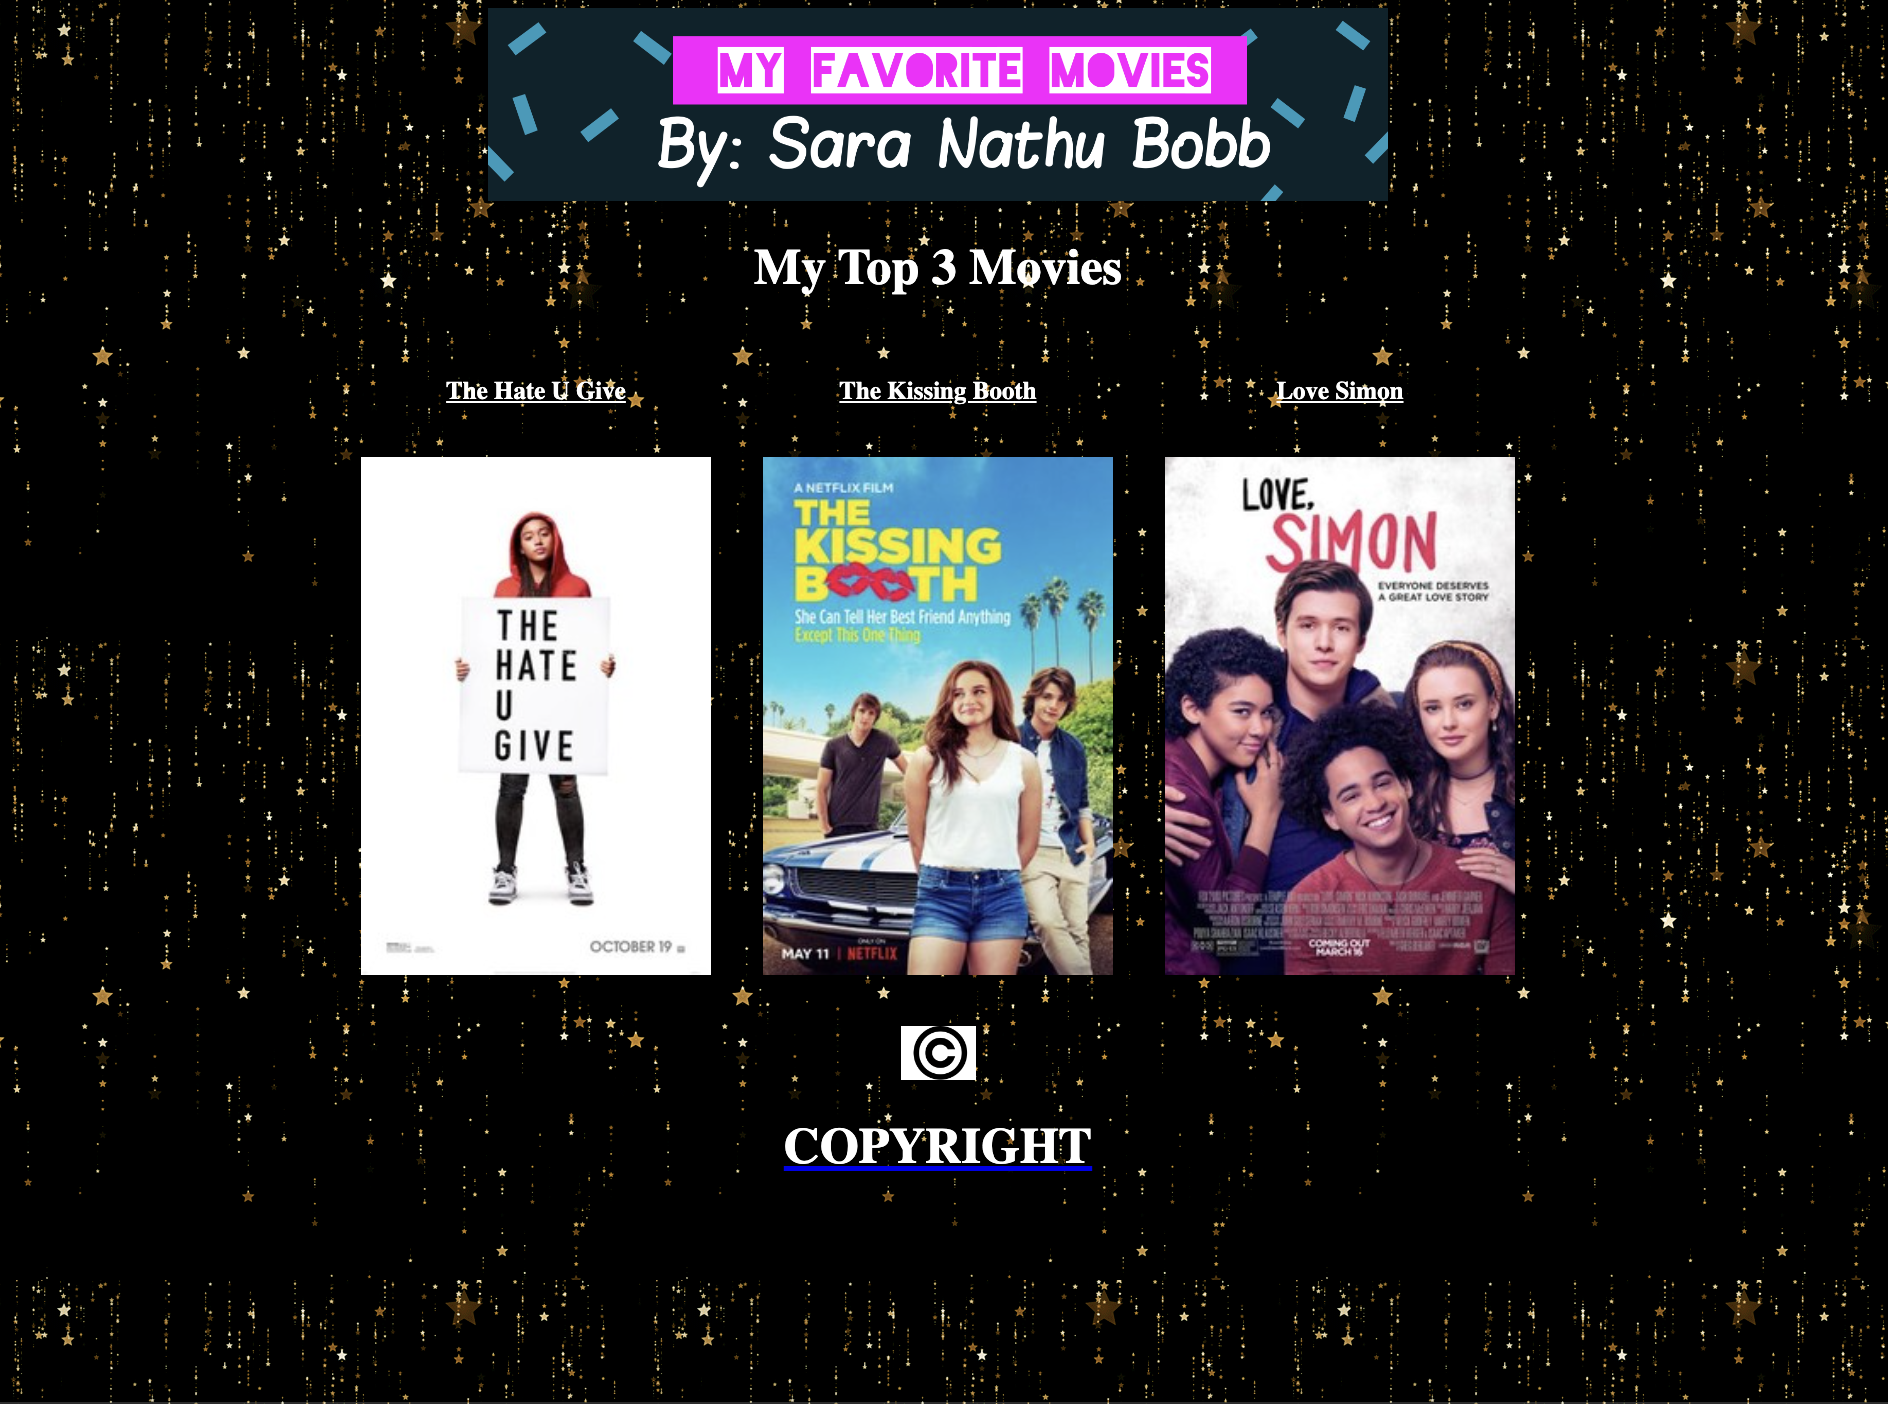 MY FAVORITE MOVIES
By: Sara Nathu Bobb
My Top 3 Movies
The Hate U Give
The Kissing Booth
Love Simon
THE
HATE
U
GIVE
OCTOBER 19
A NETFLIX FILM
THE
KISSING
BOOTH
She Can Tell Her Best Friend Anything
Except This One Thing
ONLY ON
MAY 11 | NETFLIX
LOVE,
SIMON
EVERYONE DESERVES
A GREAT LOVE STORY
COMING OUT
MARCH 16
©
COPYRIGHT